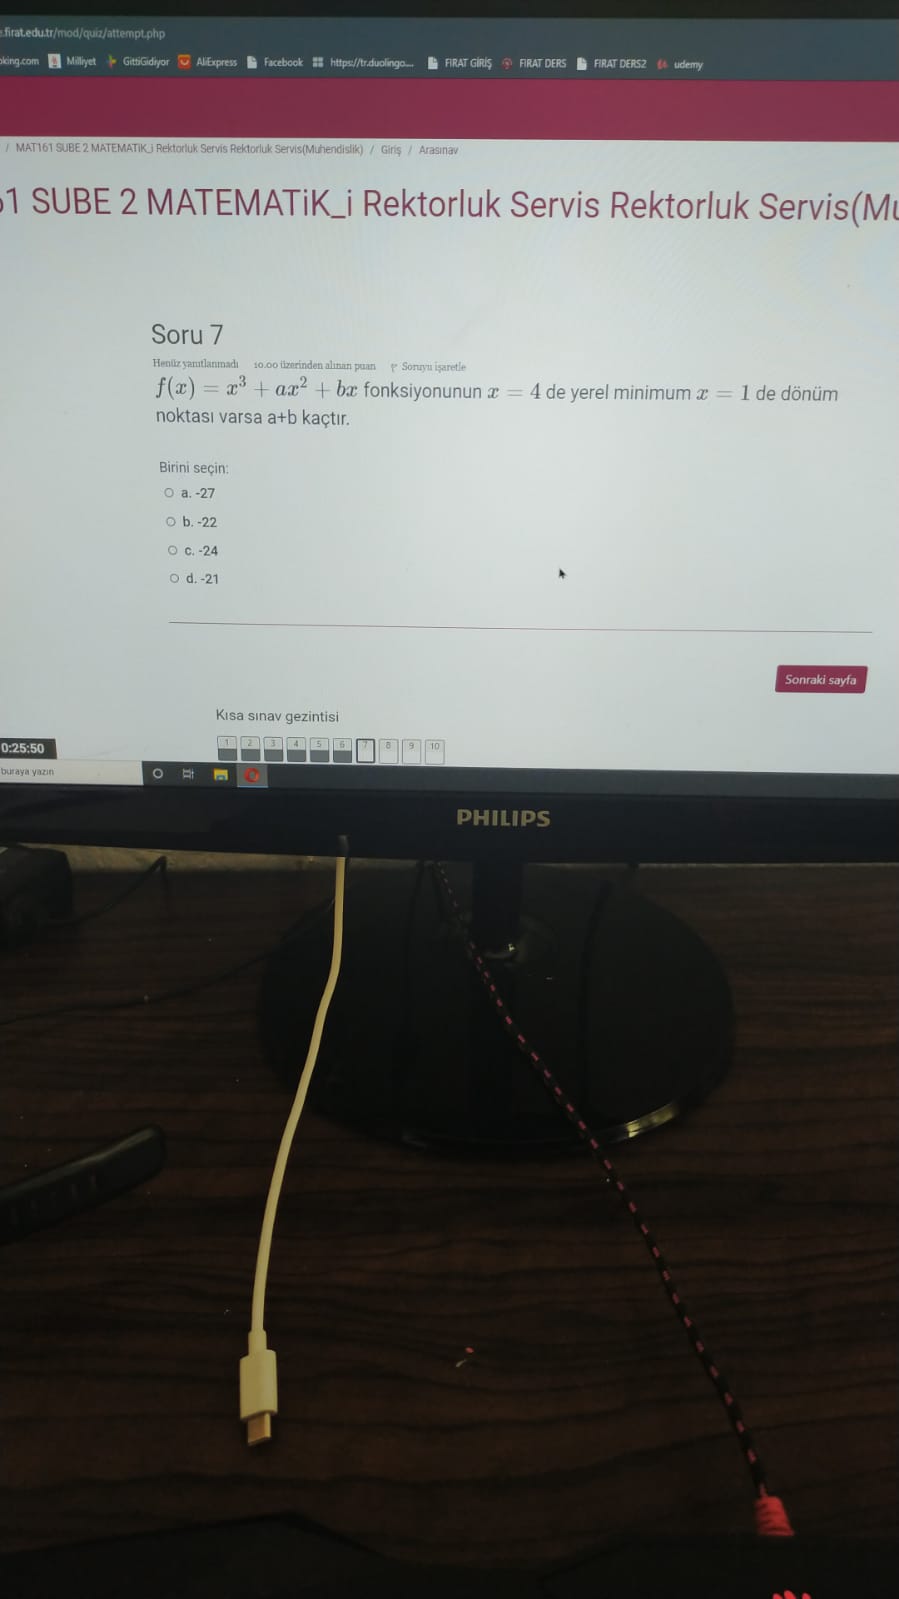 e.firat.edu.tr/mod/quiz/attempt.php
oking.com Milliyet GittiGidiyor AliExpress Facebook https://tr.duolingo.... FIRAT GİRİŞ FIRAT DERS FIRAT DERS2 udemy
/ MAT161 SUBE 2 MATEMATiK_i Rektorluk Servis Rektorluk Servis(Muhendislik) / Giriş / Arasınav
61 SUBE 2 MATEMATiK_i Rektorluk Servis Rektorluk Servis(Mu
Soru 7
Henüz yanıtlanmadı 10.00 üzerinden alınan puan Soruyu işaretle
f(x) = x³ + ax² + bx fonksiyonunun x = 4 de yerel minimum x = 1 de dönüm
noktası varsa a+b kaçtır.
Birini seçin:
a. -27
b. -22
c. -24
d. -21
Sonraki sayfa
Kısa sınav gezintisi
1 2 3 4 5 6 7 8 9 10
0:25:50
buraya yazın
PHILIPS